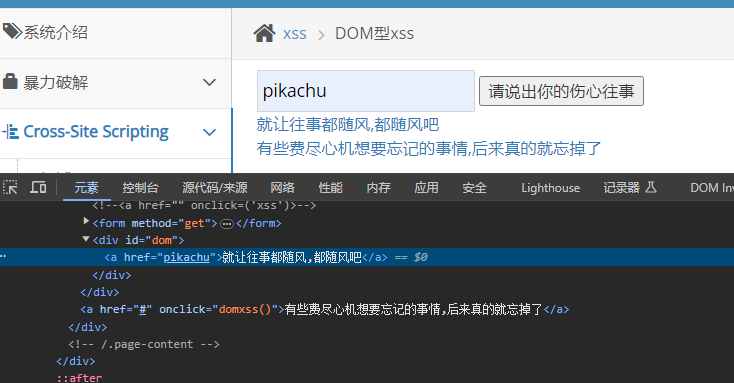 系统介绍
xss
DOM型xss
暴力破解
pikachu
请说出你的伤心往事
就让往事都随风,都随风吧
Cross-Site Scripting
有些费尽心机想要忘记的事情,后来真的就忘掉了
元素 控制台 源代码/来源 网络 性能 内存 应用 安全 Lighthouse 记录器 DOM Inv
<!--<a href="" onclick=('xss')>-->
<form method="get">…</form>
<div id="dom">
<a href="pikachu">就让往事都随风,都随风吧</a> == $0
</div>
</div>
<a href="#" onclick="domxss()">有些费尽心机想要忘记的事情,后来真的就忘掉了</a>
</div>
<!-- /.page-content -->
</div>
::after